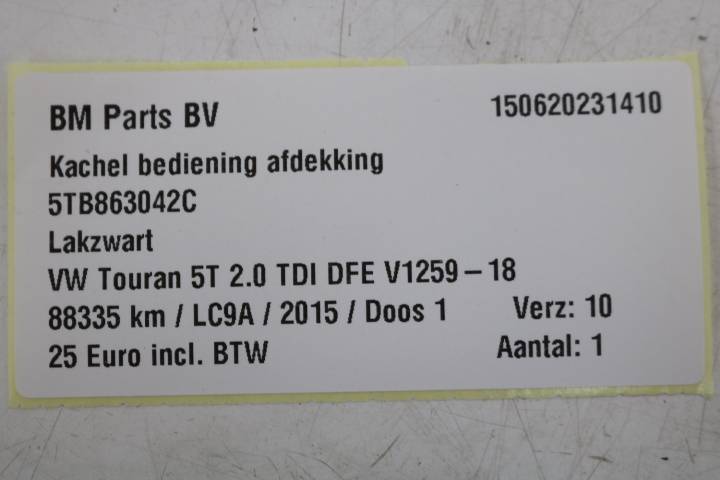 BM Parts BV 150620231410
Kachel bediening afdekking
5TB863042C
Lakzwart
VW Touran 5T 2.0 TDI DFE V1259 – 18
88335 km / LC9A / 2015 / Doos 1 Verz: 10
25 Euro incl. BTW Aantal: 1